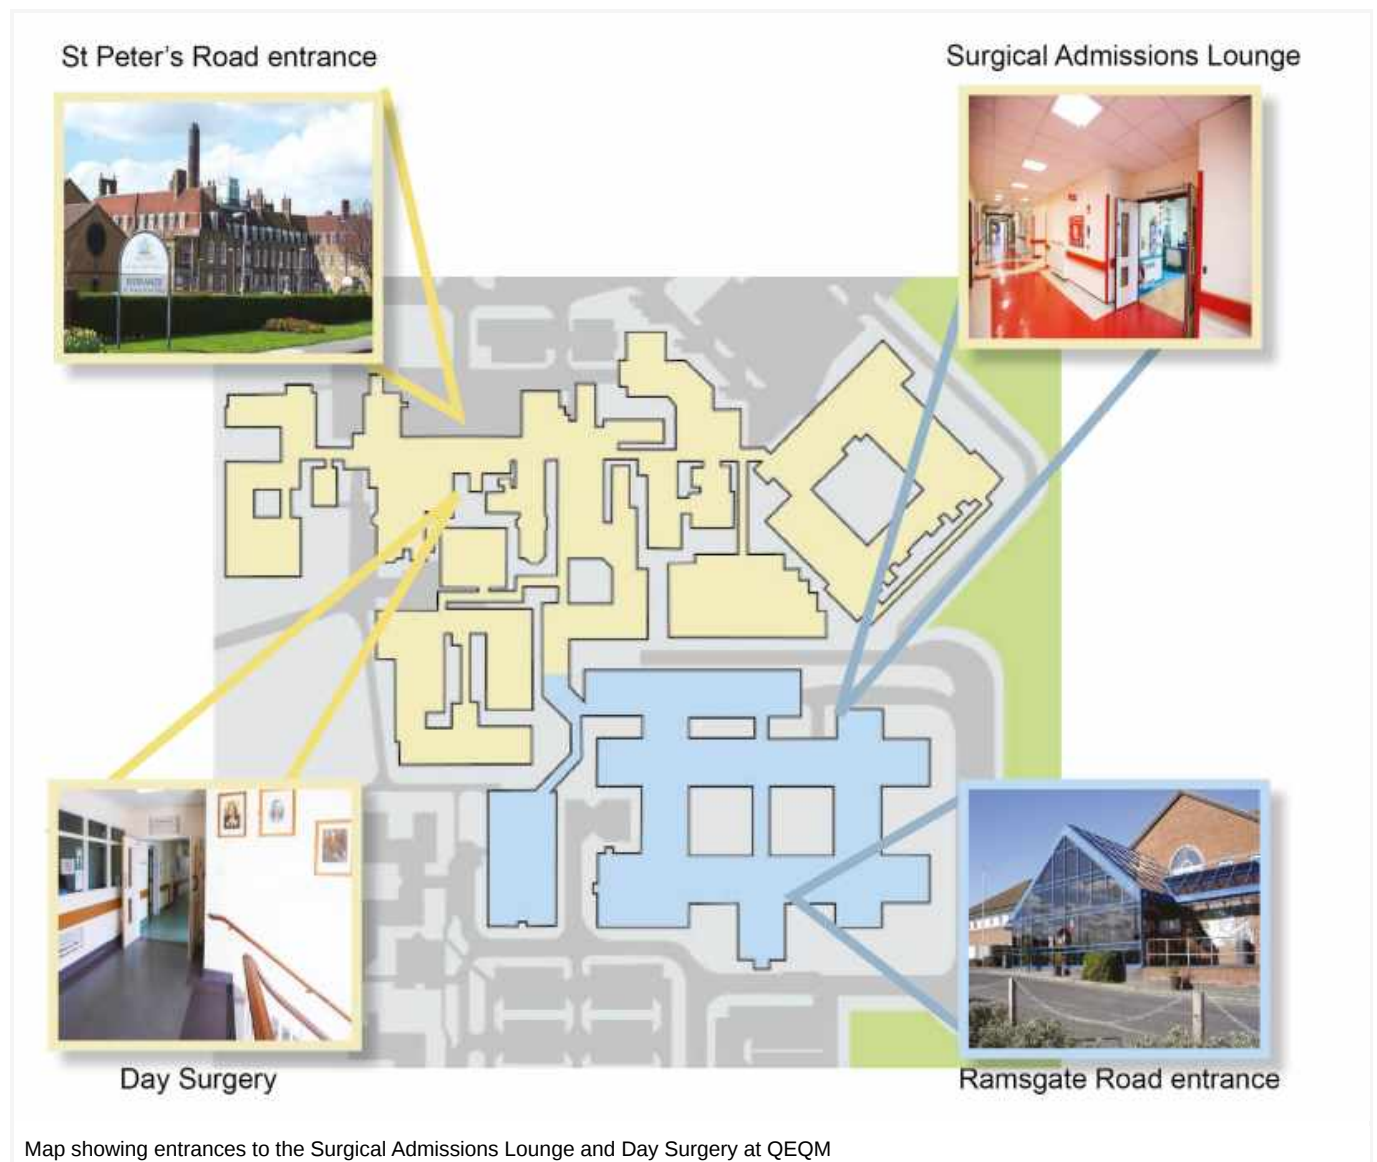 St Peter's Road entrance
Surgical Admissions Lounge
ENTRANCE
Day Surgery
Ramsgate Road entrance
Map showing entrances to the Surgical Admissions Lounge and Day Surgery at QEQM